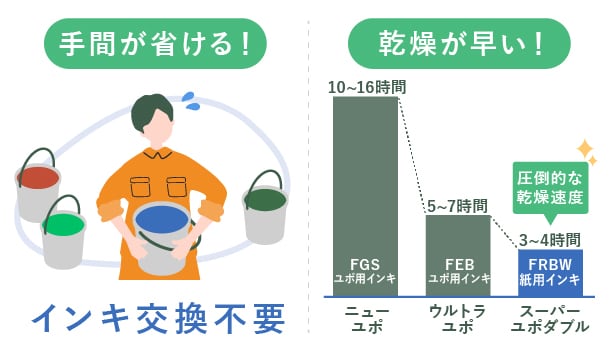 手間が省ける!
インキ交換不要
乾燥が早い!
10~16時間
5~7時間
圧倒的な
乾燥速度
3~4時間
FGS
ユポ用インキ
FEB
ユポ用インキ
FRBW
紙用インキ
ニュー
ユポ
ウルトラ
ユポ
スーパー
ユポダブル